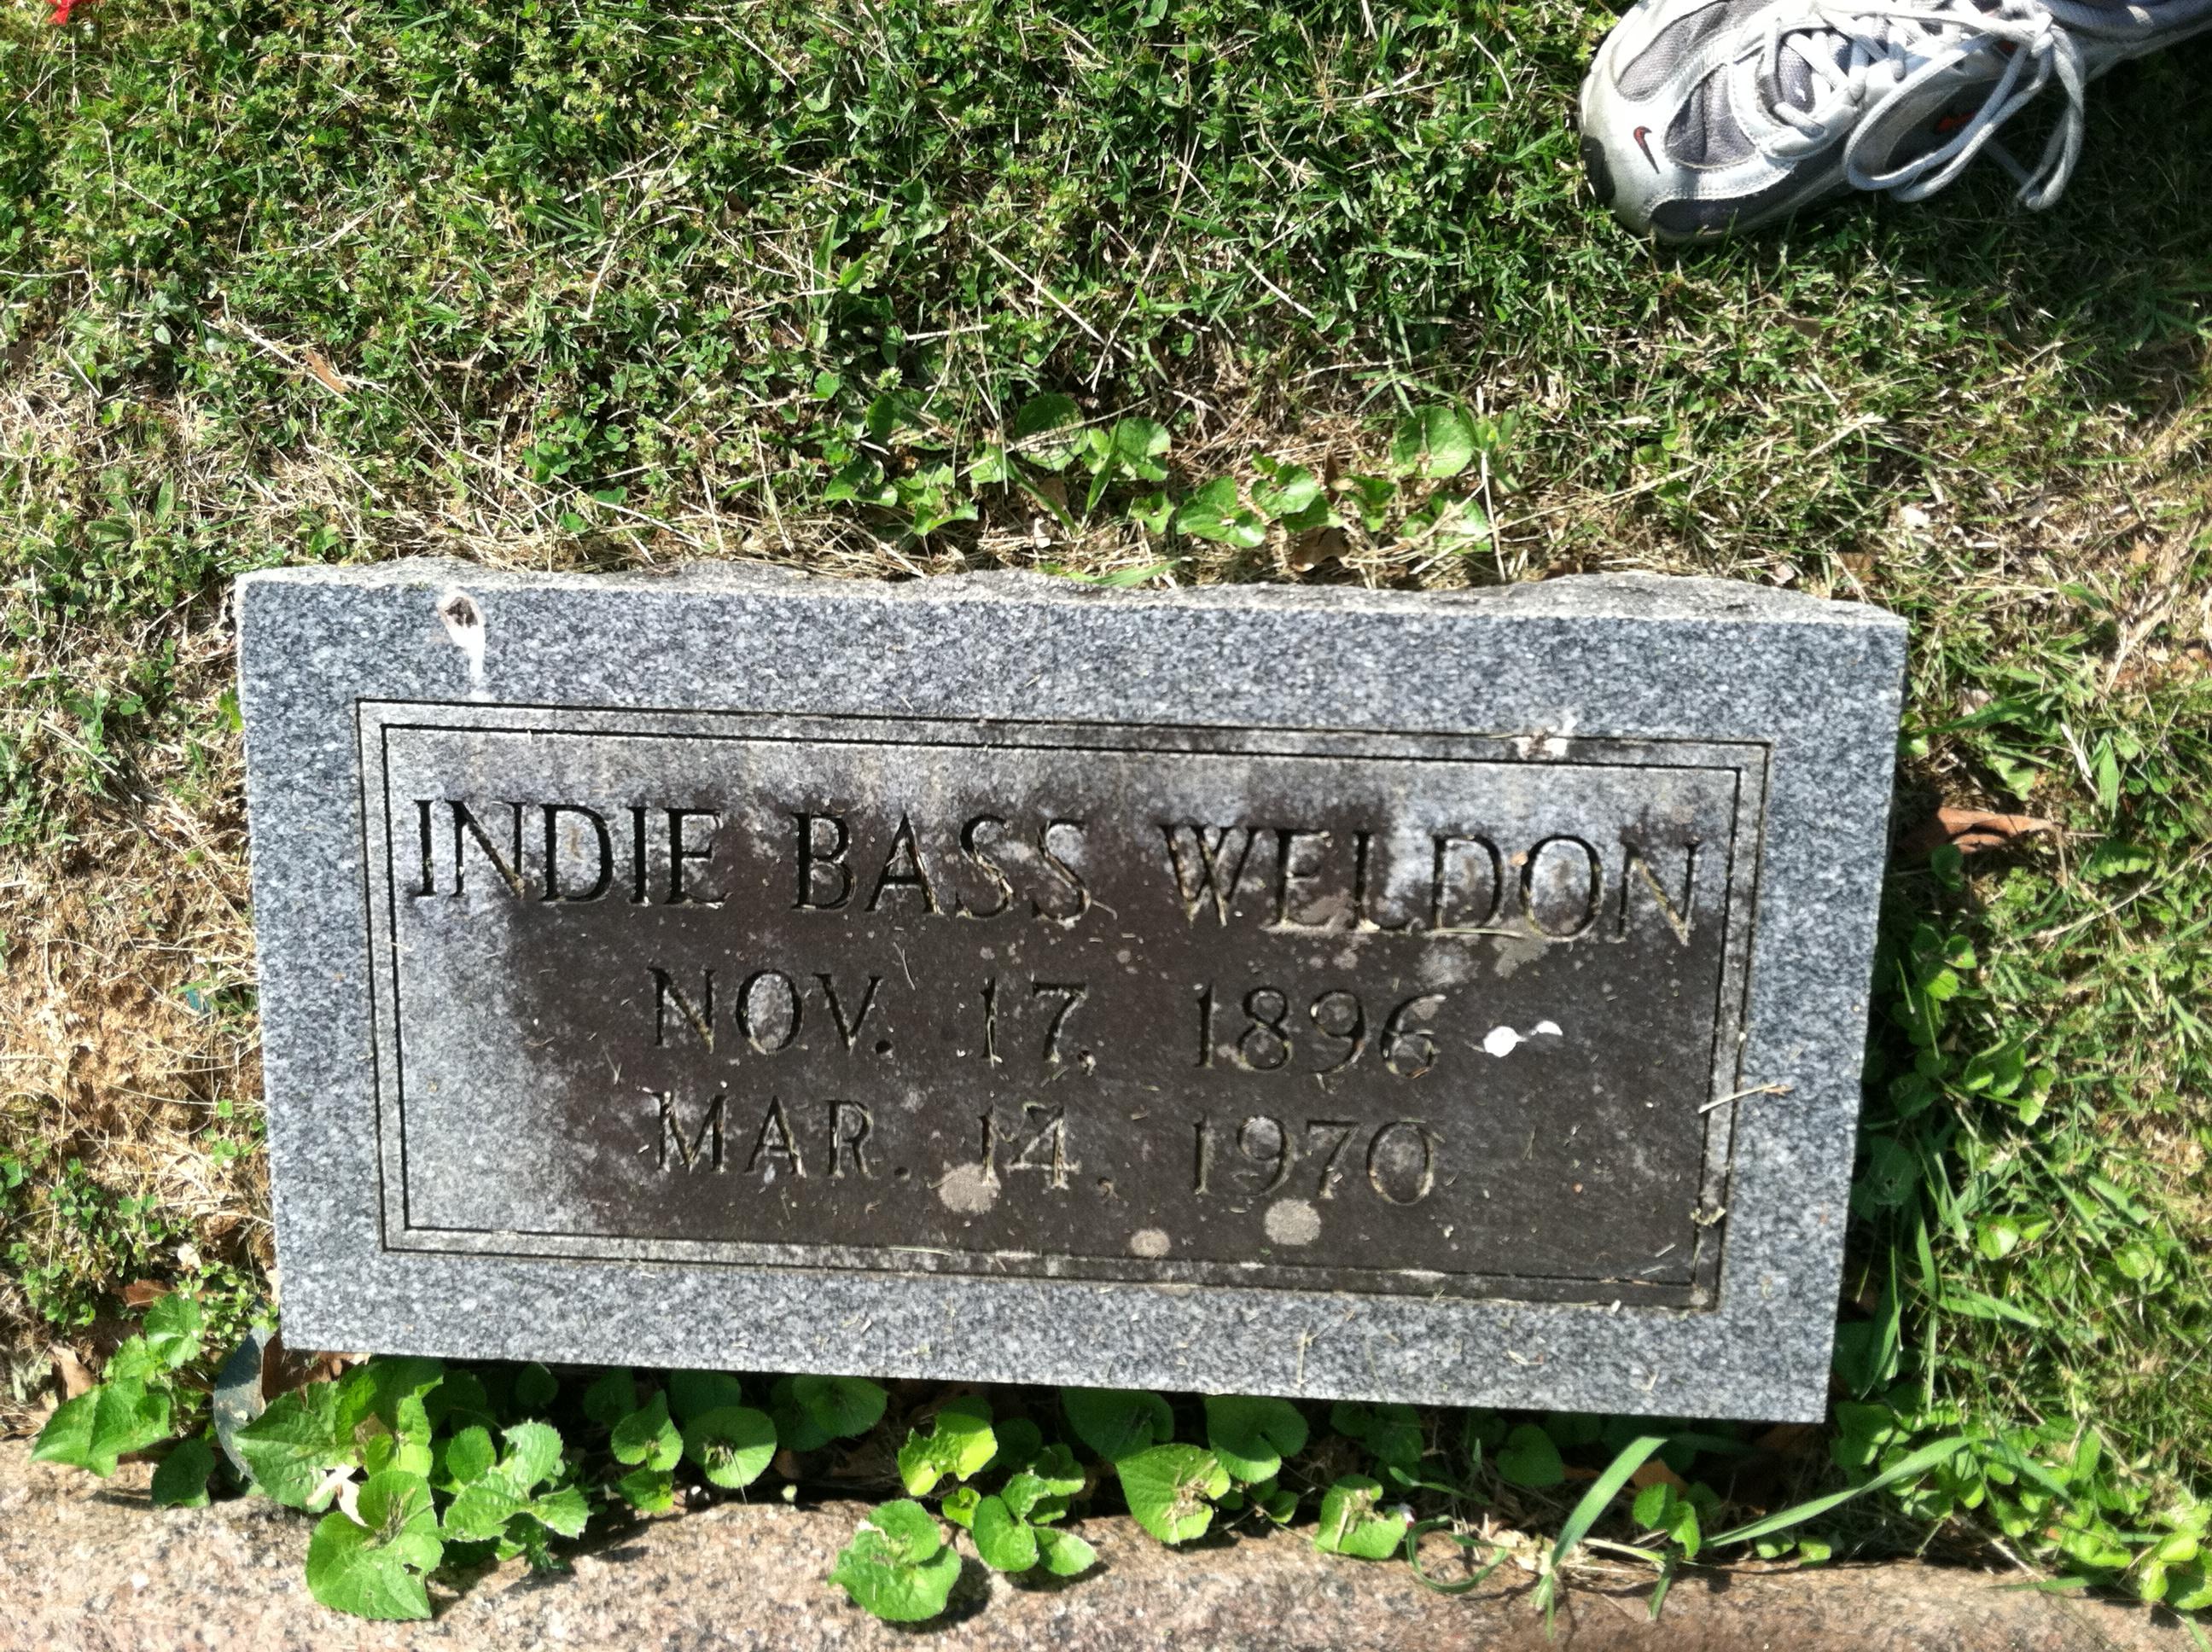 INDIE BASS WELDON
NOV. 17, 1896
MAR. 14, 1970